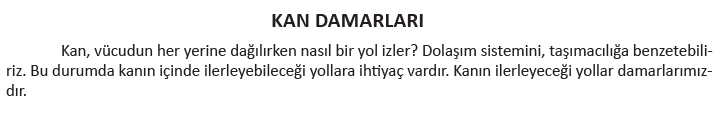 KAN DAMARLARI
Kan, vücudun her yerine dağılırken nasıl bir yol izler? Dolaşım sistemini, taşımacılığa benzetebili-
riz. Bu durumda kanın içinde ilerleyebileceği yollara ihtiyaç vardır. Kanın ilerleyeceği yollar damarlarımız-
dır.